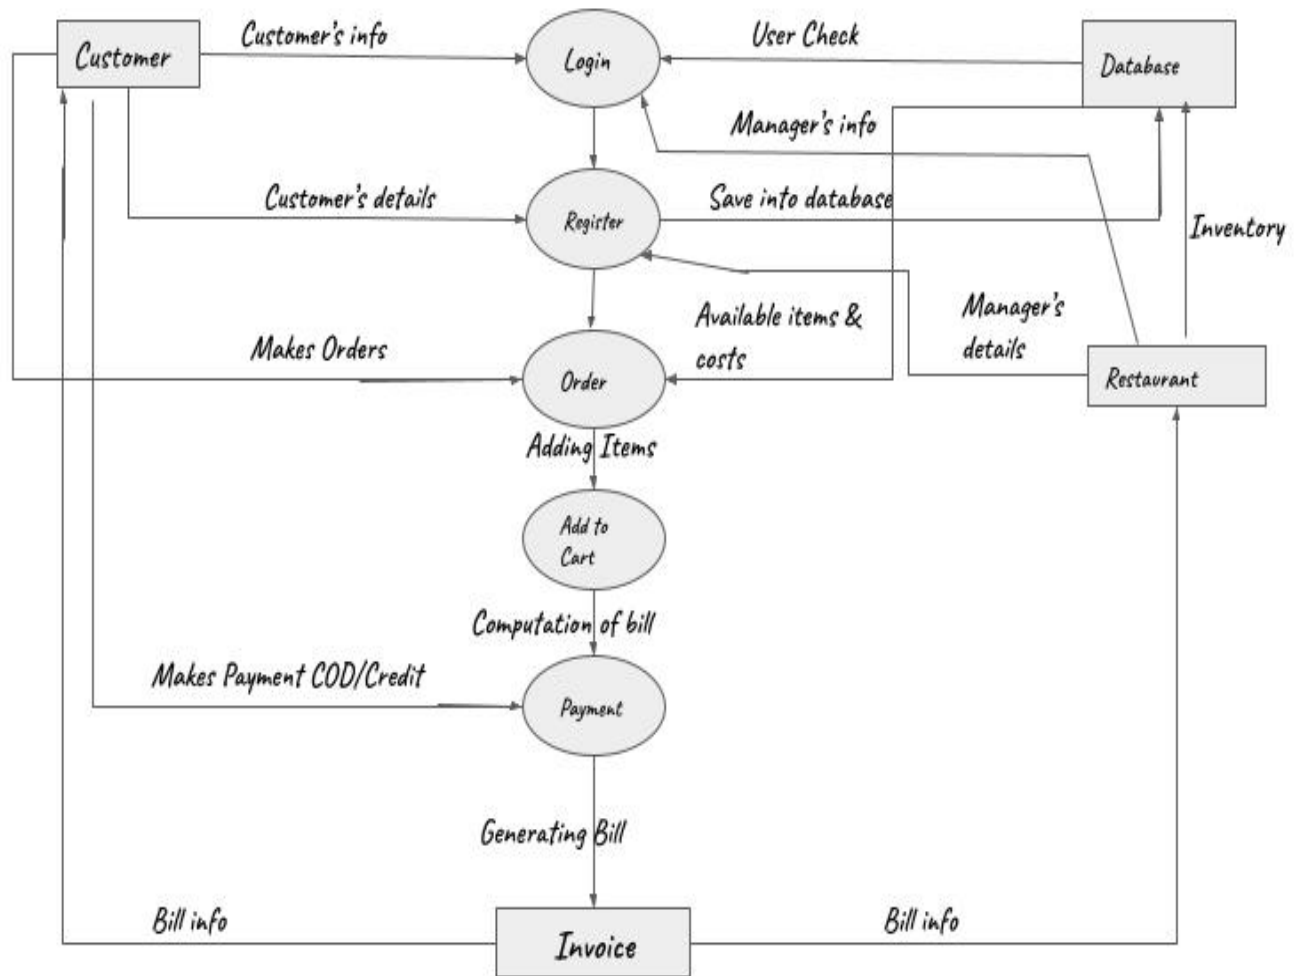 Customer's info
User Check
Customer
Login
Database
Manager's info
Customer's details
Save into database
Register
Inventory
Available items &
costs
Manager's
details
Makes Orders
Order
Restaurant
Adding Items
Add to
Cart
Computation of bill
Makes Payment COD/Credit
Payment
Generating Bill
Bill info
Bill info
Invoice